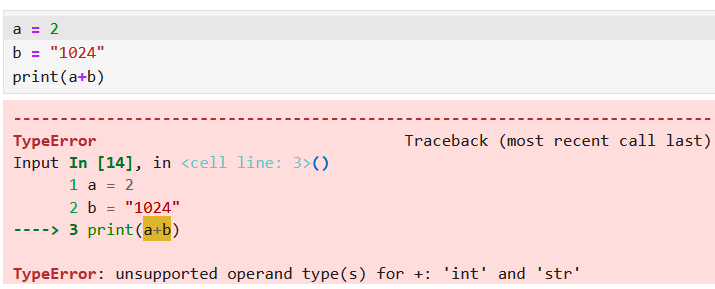 a = 2
b = "1024"
print(a+b)
---------------------------------------------------------------------------
TypeError Traceback (most recent call last)
Input In [14], in <cell line: 3>()
1 a = 2
2 b = "1024"
----> 3 print(a+b)
TypeError: unsupported operand type(s) for +: 'int' and 'str'